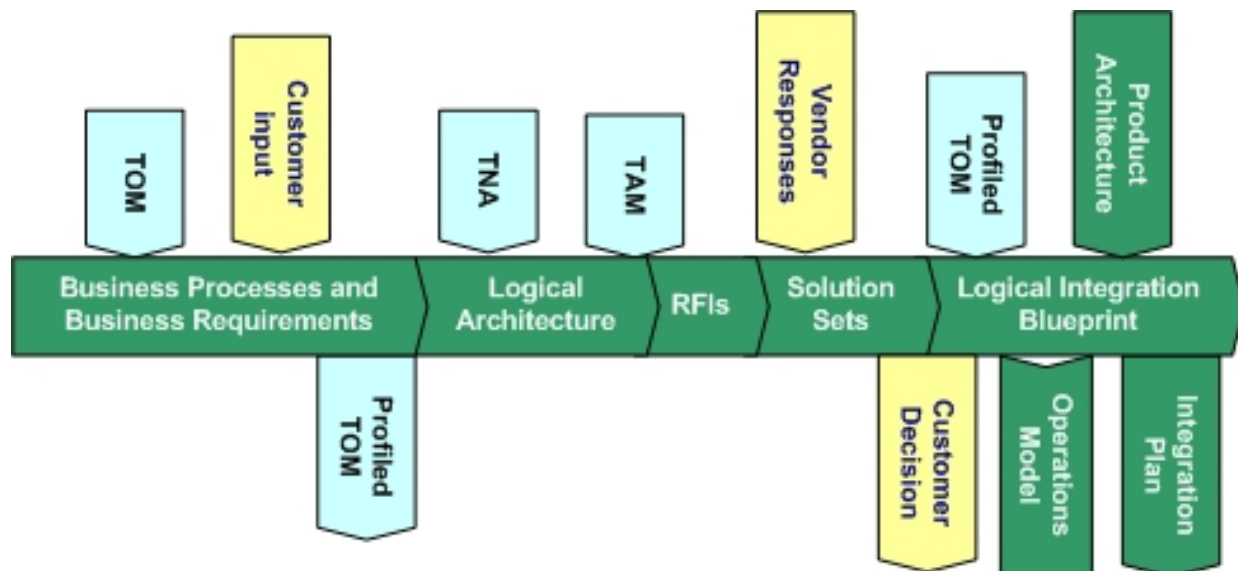 TOM
Customer
input
TNA
TAM
Vendor
Responses
Profiled
TOM
Product
Architecture
Business Processes and
Business Requirements
Logical
Architecture
RFIs
Solution
Sets
Logical Integration
Blueprint
Profiled
TOM
Customer
Decision
Operations
Model
Integration
Plan